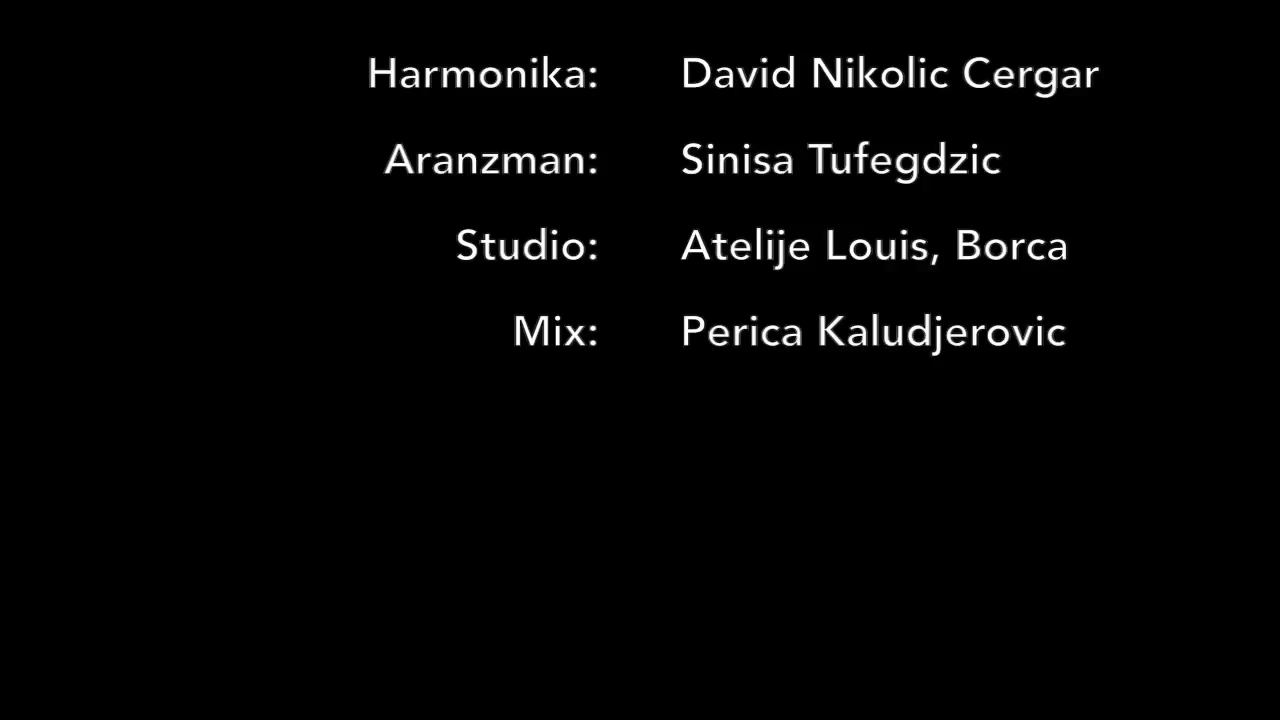 Harmonika: David Nikolic Cergar
Aranzman: Sinisa Tufegdzic
Studio: Atelije Louis, Borca
Mix: Perica Kaludjerovic